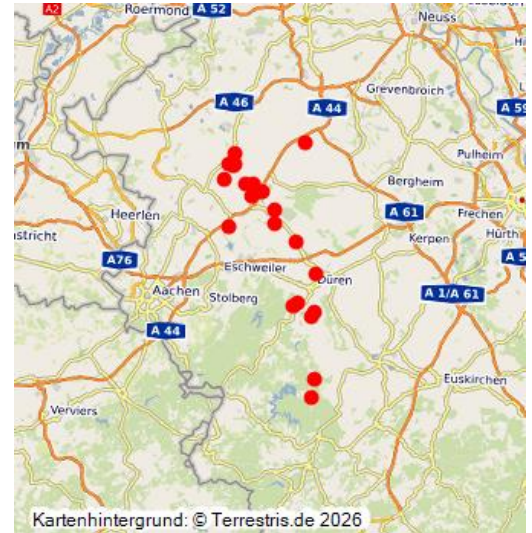 A2
Roermond
A 52
Neuss
A 46
A 44
Grevenbroich
A 59
Pulheim
Bergheim
Heerlen
A 61
Frechen
Kerpen
Hürth
A76
Eschweiler
Düren
Aachen
Stolberg
A 1/A 61
A 44
Euskirchen
Verviers
Kartenhintergrund: © Terrestris.de 2026